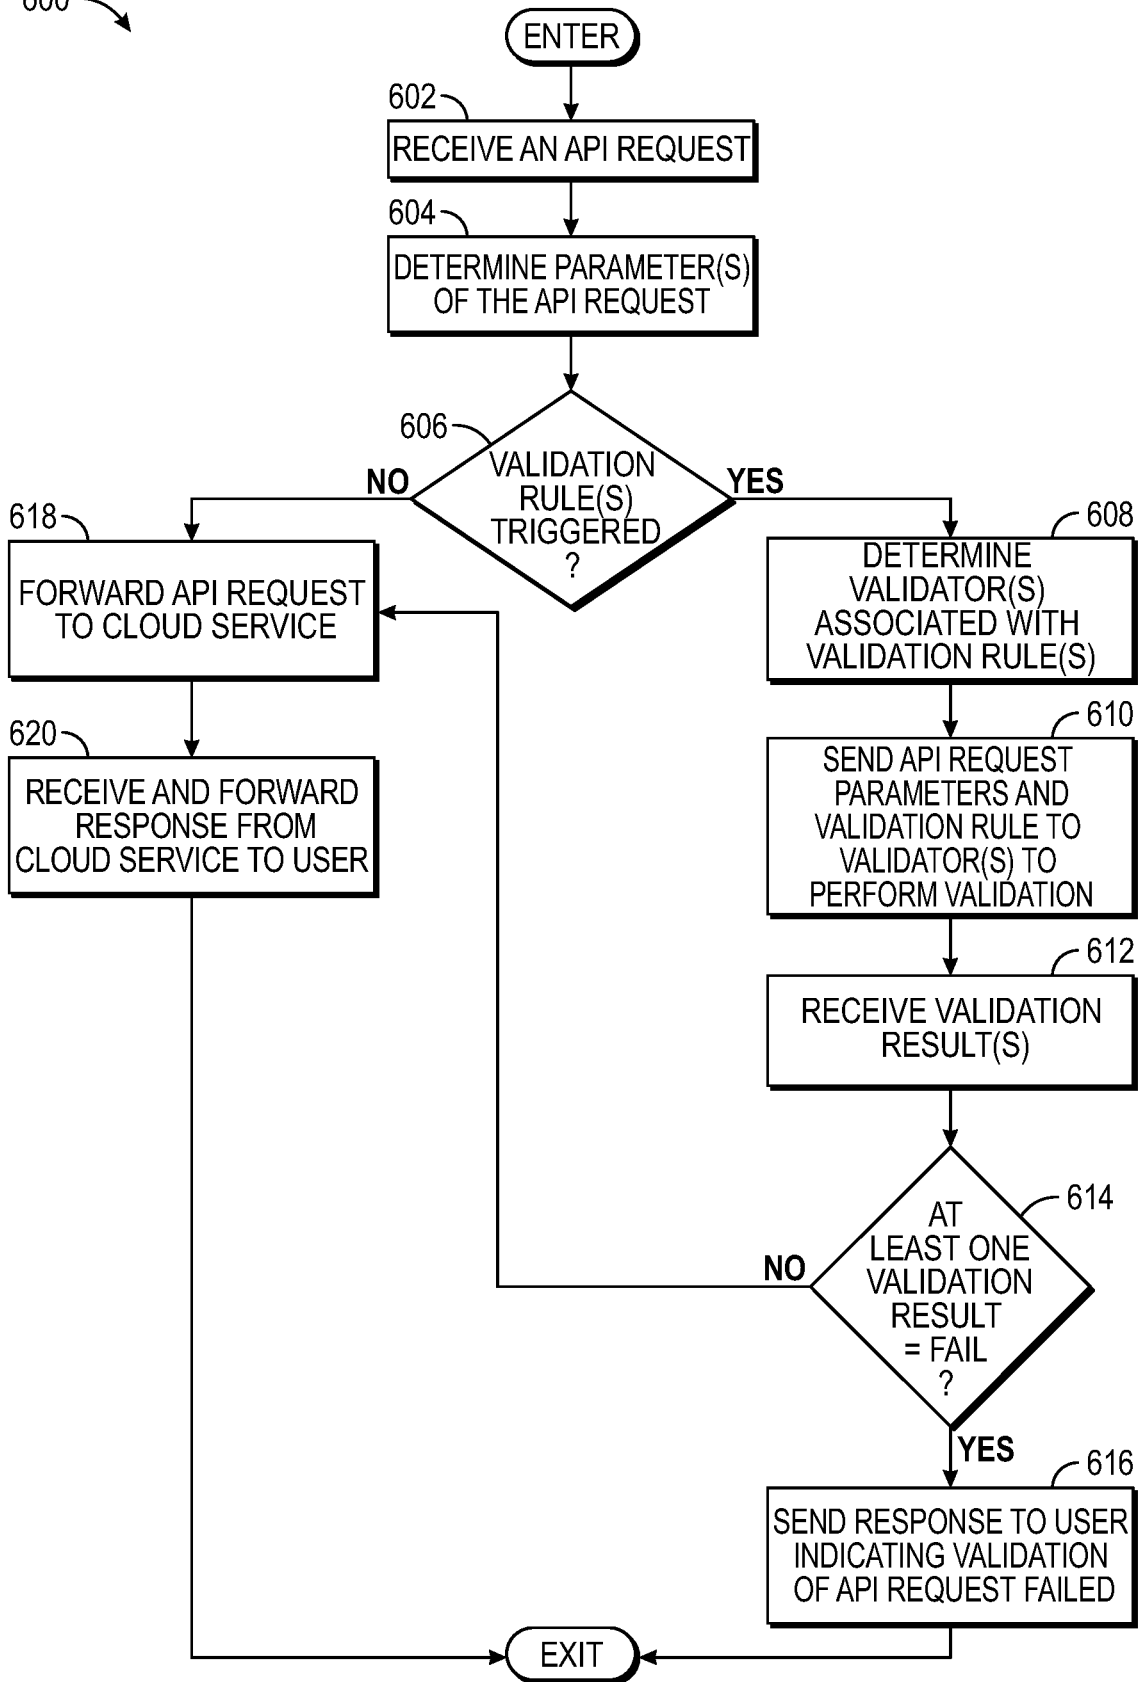 600
ENTER
602
RECEIVE AN API REQUEST
604
DETERMINE PARAMETER(S)
OF THE API REQUEST
606
VALIDATION
RULE(S)
TRIGGERED
?
NO
YES
618
FORWARD API REQUEST
TO CLOUD SERVICE
608
DETERMINE
VALIDATOR(S)
ASSOCIATED WITH
VALIDATION RULE(S)
620
RECEIVE AND FORWARD
RESPONSE FROM
CLOUD SERVICE TO USER
610
SEND API REQUEST
PARAMETERS AND
VALIDATION RULE TO
VALIDATOR(S) TO
PERFORM VALIDATION
612
RECEIVE VALIDATION
RESULT(S)
614
AT
LEAST ONE
VALIDATION
RESULT
= FAIL
?
NO
YES
616
SEND RESPONSE TO USER
INDICATING VALIDATION
OF API REQUEST FAILED
EXIT